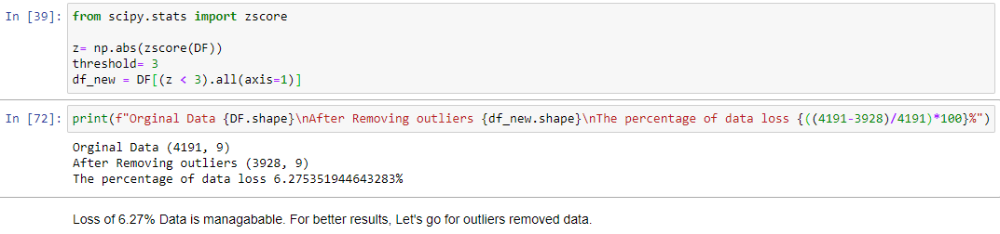 In [39]: from scipy.stats import zscore
z= np.abs(zscore(DF))
threshold= 3
df_new = DF[(z < 3).all(axis=1)]
In [72]: print(f"Orginal Data {DF.shape}\nAfter Removing outliers {df_new.shape}\nThe percentage of data loss {((4191-3928)/4191)*100}%")
Orginal Data (4191, 9)
After Removing outliers (3928, 9)
The percentage of data loss 6.275351944643283%
Loss of 6.27% Data is managabable. For better results, Let's go for outliers removed data.